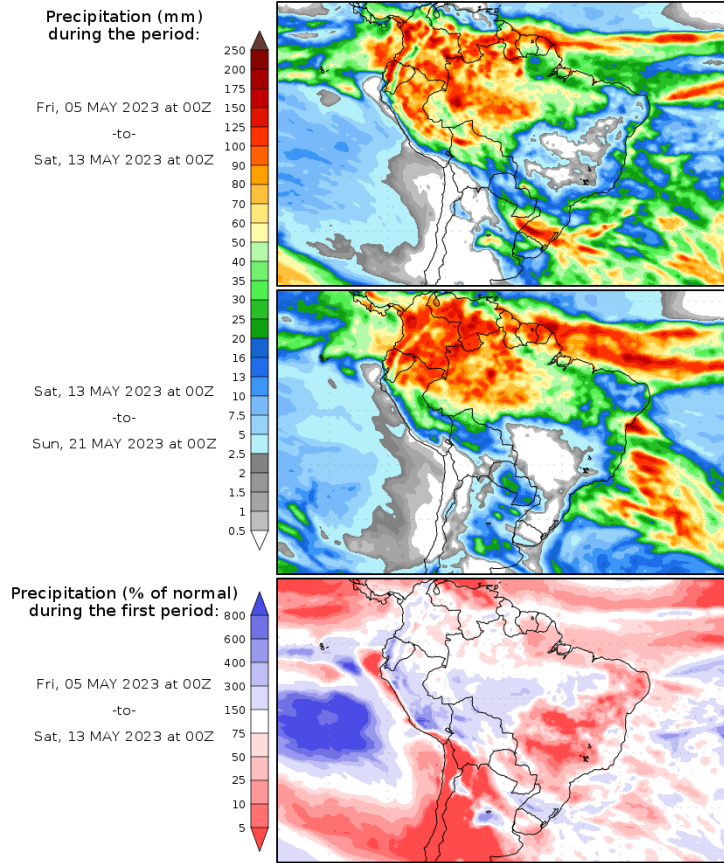 Precipitation (mm)
during the period:
Fri, 05 MAY 2023 at 00Z
-to-
Sat, 13 MAY 2023 at 00Z
250
200
175
150
125
100
90
80
70
60
50
40
35
30
25
20
16
13
10
7.5
5
2.5
2
1.5
1
0.5
Sat, 13 MAY 2023 at 00Z
-to-
Sun, 21 MAY 2023 at 00Z
Precipitation (% of normal)
during the first period:
Fri, 05 MAY 2023 at 00Z
-to-
Sat, 13 MAY 2023 at 00Z
800
600
400
300
150
75
50
25
10
5